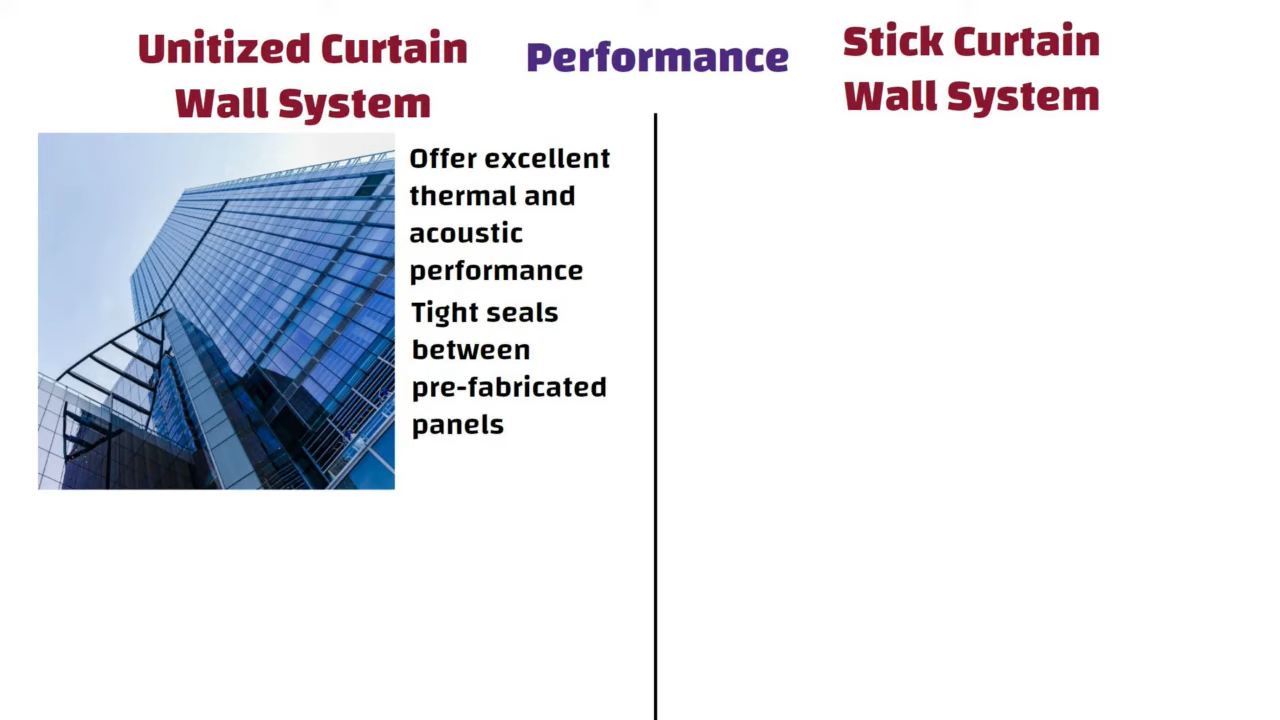 Unitized Curtain
Wall System
Performance
Stick Curtain
Wall System
Offer excellent
thermal and
acoustic
performance
Tight seals
between
pre-fabricated
panels